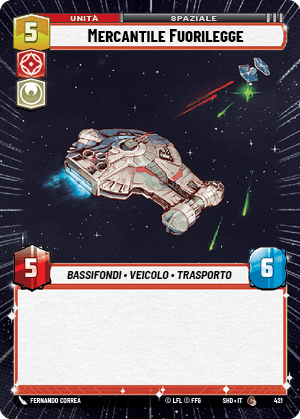 UNITÀ
SPAZIALE
5
MERCANTILE FUORILEGGE
5
6
BASSIFONDI • VEICOLO • TRASPORTO
FERNANDO CORREA
© LFL © FFG
SHD • IT
421